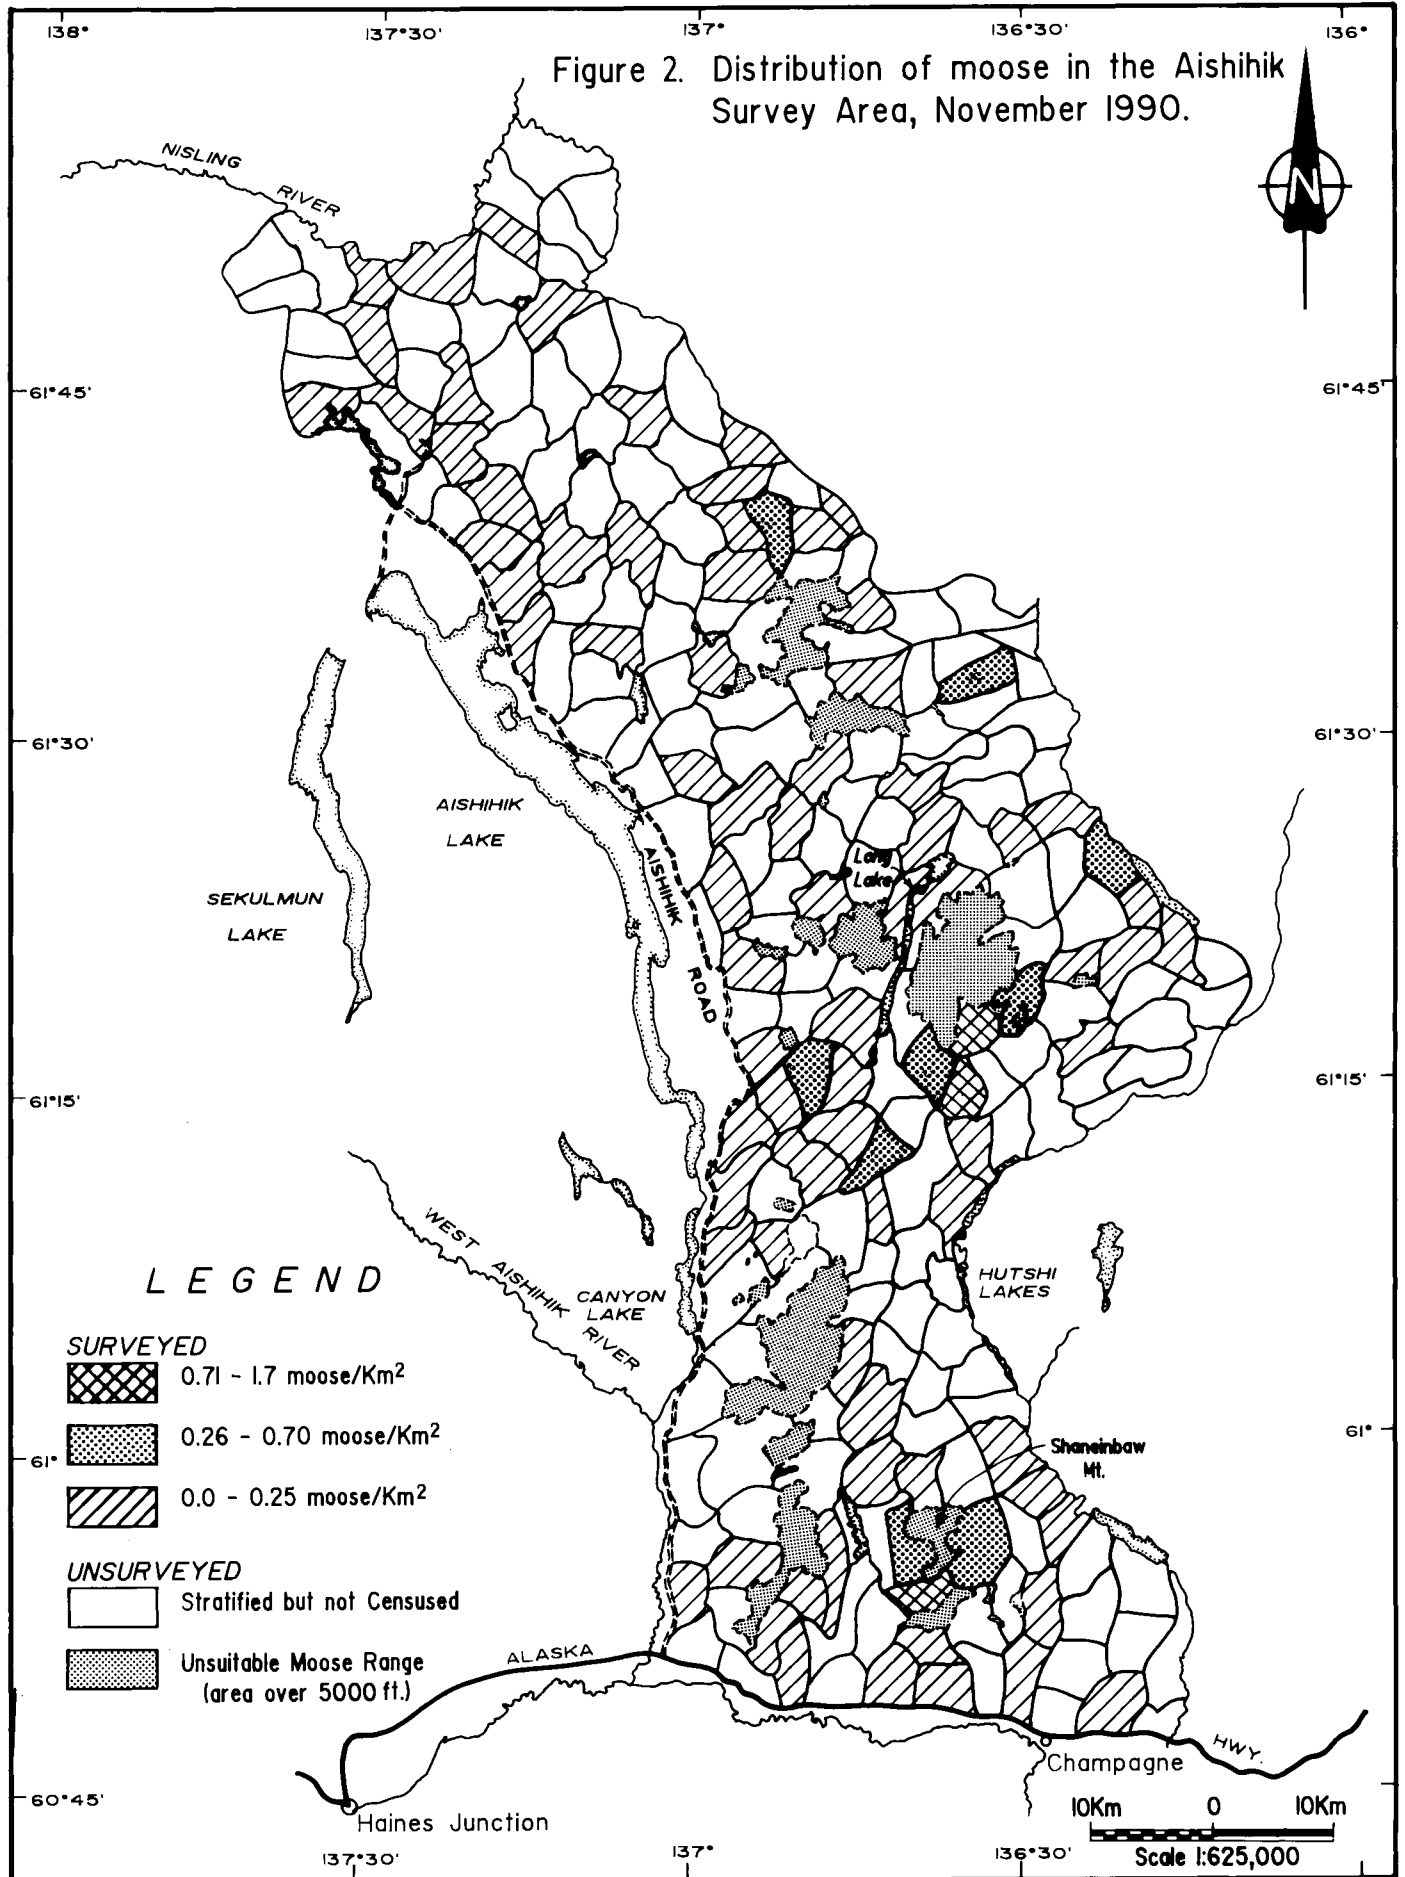 138°
137°30'
137°
136°30'
136°
Figure 2. Distribution of moose in the Aishihik
Survey Area, November 1990.
N
NISLING
RIVER
61°45'
61°45'
61°30'
61°30'
AISHIHIK
LAKE
SEKULMUN
LAKE
AISHIHIK
ROAD
Long
Lake
61°15'
61°15'
WEST AISHIHIK RIVER
CANYON
LAKE
HUTSHI
LAKES
LEGEND
SURVEYED
0.71 - 1.7 moose/Km²
0.26 - 0.70 moose/Km²
0.0 - 0.25 moose/Km²
UNSURVEYED
Stratified but not Censused
Unsuitable Moose Range
(area over 5000 ft.)
61°
61°
Shaneinbaw
Mt.
ALASKA
HWY.
Champagne
Haines Junction
60°45'
10Km 0 10Km
Scale 1:625,000
137°30'
137°
136°30'